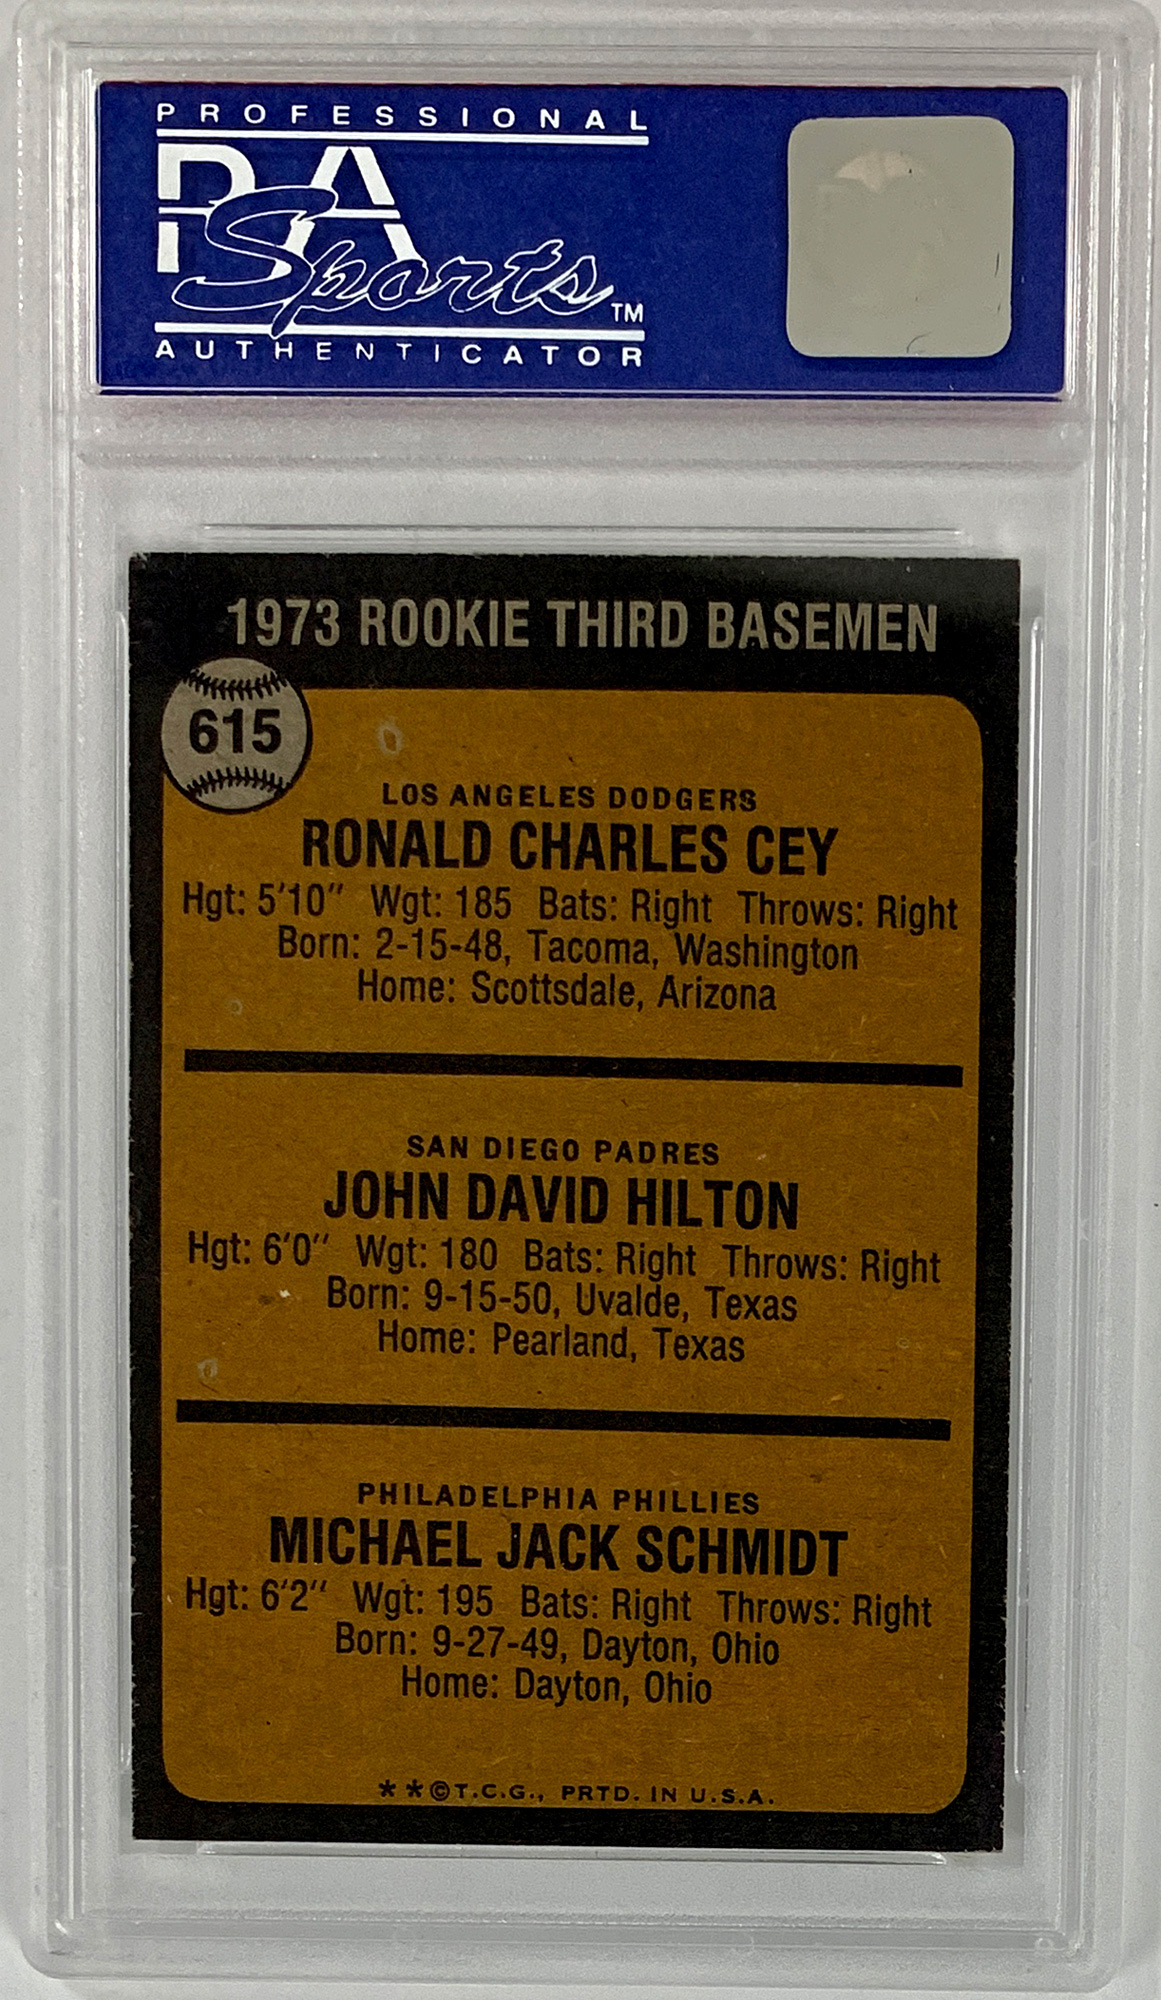 PROFESSIONAL
PSA
Sports™
AUTHENTICATOR
1973 ROOKIE THIRD BASEMEN
615
LOS ANGELES DODGERS
RONALD CHARLES CEY
Hgt: 5'10" Wgt: 185 Bats: Right Throws: Right
Born: 2-15-48, Tacoma, Washington
Home: Scottsdale, Arizona
SAN DIEGO PADRES
JOHN DAVID HILTON
Hgt: 6'0" Wgt: 180 Bats: Right Throws: Right
Born: 9-15-50, Uvalde, Texas
Home: Pearland, Texas
PHILADELPHIA PHILLIES
MICHAEL JACK SCHMIDT
Hgt: 6'2" Wgt: 195 Bats: Right Throws: Right
Born: 9-27-49, Dayton, Ohio
Home: Dayton, Ohio
**©T.C.G., PRTD. IN U.S.A.